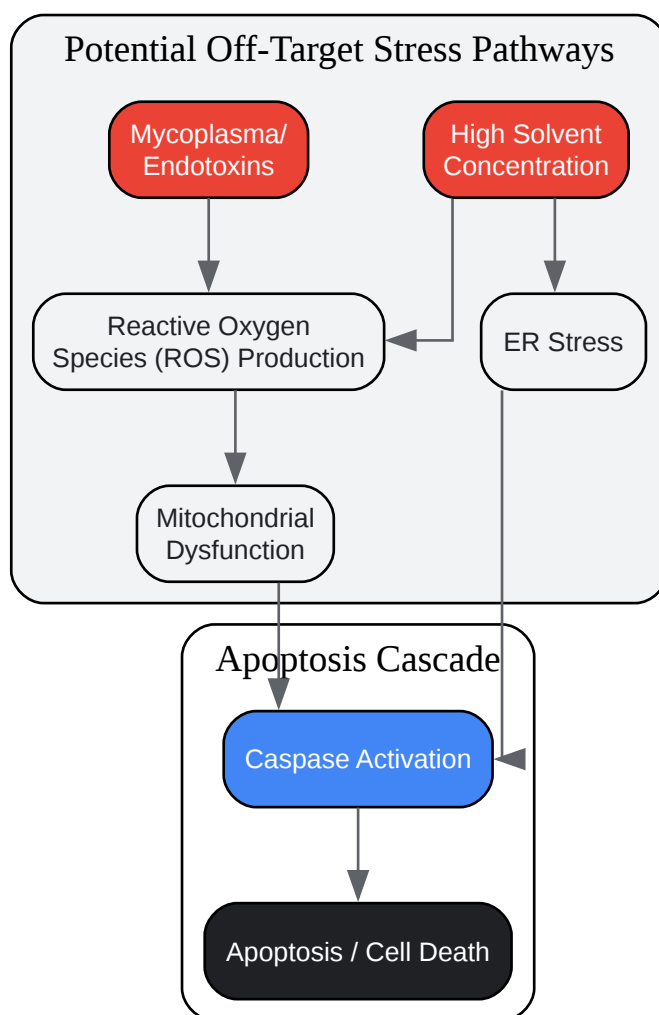 Potential Off-Target Stress Pathways
Mycoplasma/
Endotoxins
High Solvent
Concentration
Reactive Oxygen
Species (ROS) Production
ER Stress
Mitochondrial
Dysfunction
Apoptosis Cascade
Caspase Activation
Apoptosis / Cell Death